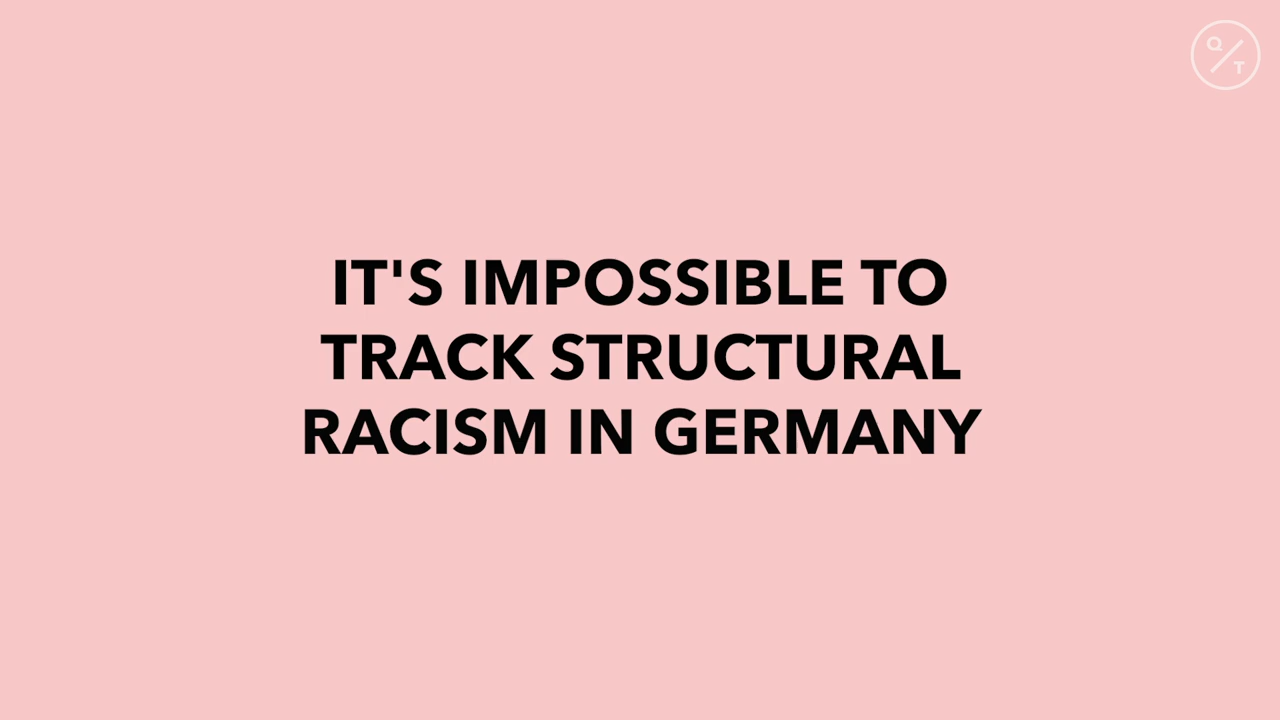 Q
T
IT'S IMPOSSIBLE TO
TRACK STRUCTURAL
RACISM IN GERMANY